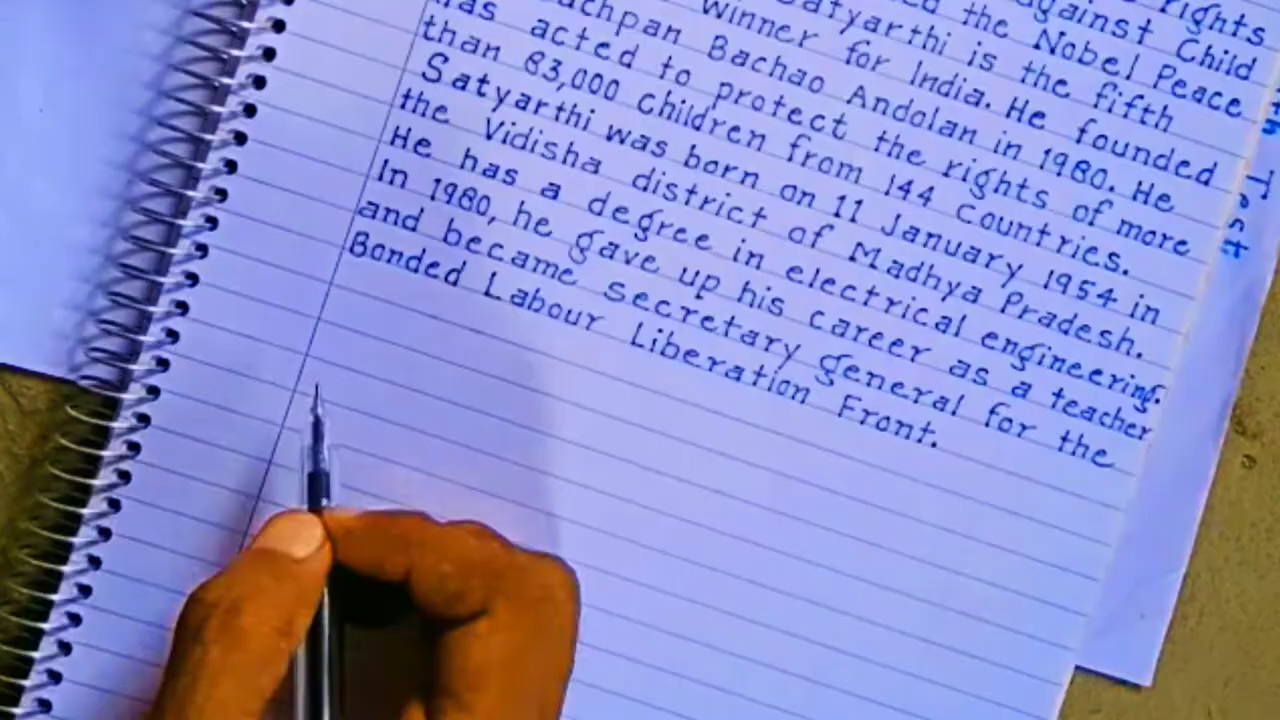 rights
against Child
the Nobel Peace
Satyarthi is the fifth
winner for India. He founded
Bachpan Bachao Andolan in 1980. He
has acted to protect the rights of more
than 83,000 children from 144 countries.
Satyarthi was born on 11 January 1954 in
the Vidisha district of Madhya Pradesh.
He has a degree in electrical engineering.
In 1980, he gave up his career as a teacher
and became secretary general for the
Bonded Labour Liberation Front.